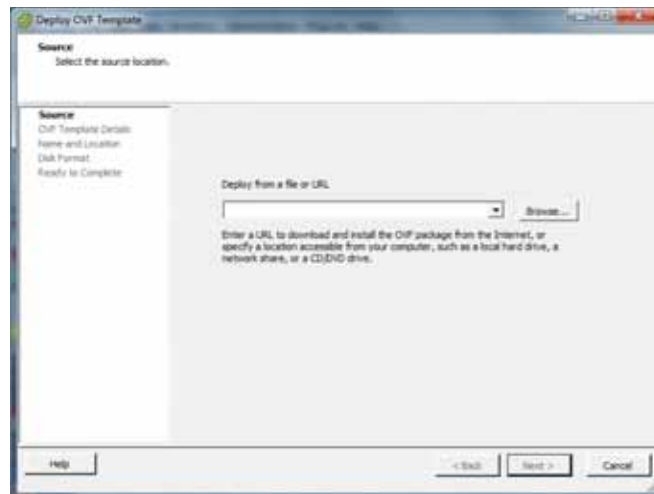 Deploy OVF Template
Source
Select the source location.
Source
OVF Template Details
Name and Location
Disk Format
Ready to Complete
Deploy from a file or URL
Browse...
Enter a URL to download and install the OVF package from the Internet, or
specify a location accessible from your computer, such as a local hard drive, a
network share, or a CD/DVD drive.
Help
< Back
Next >
Cancel